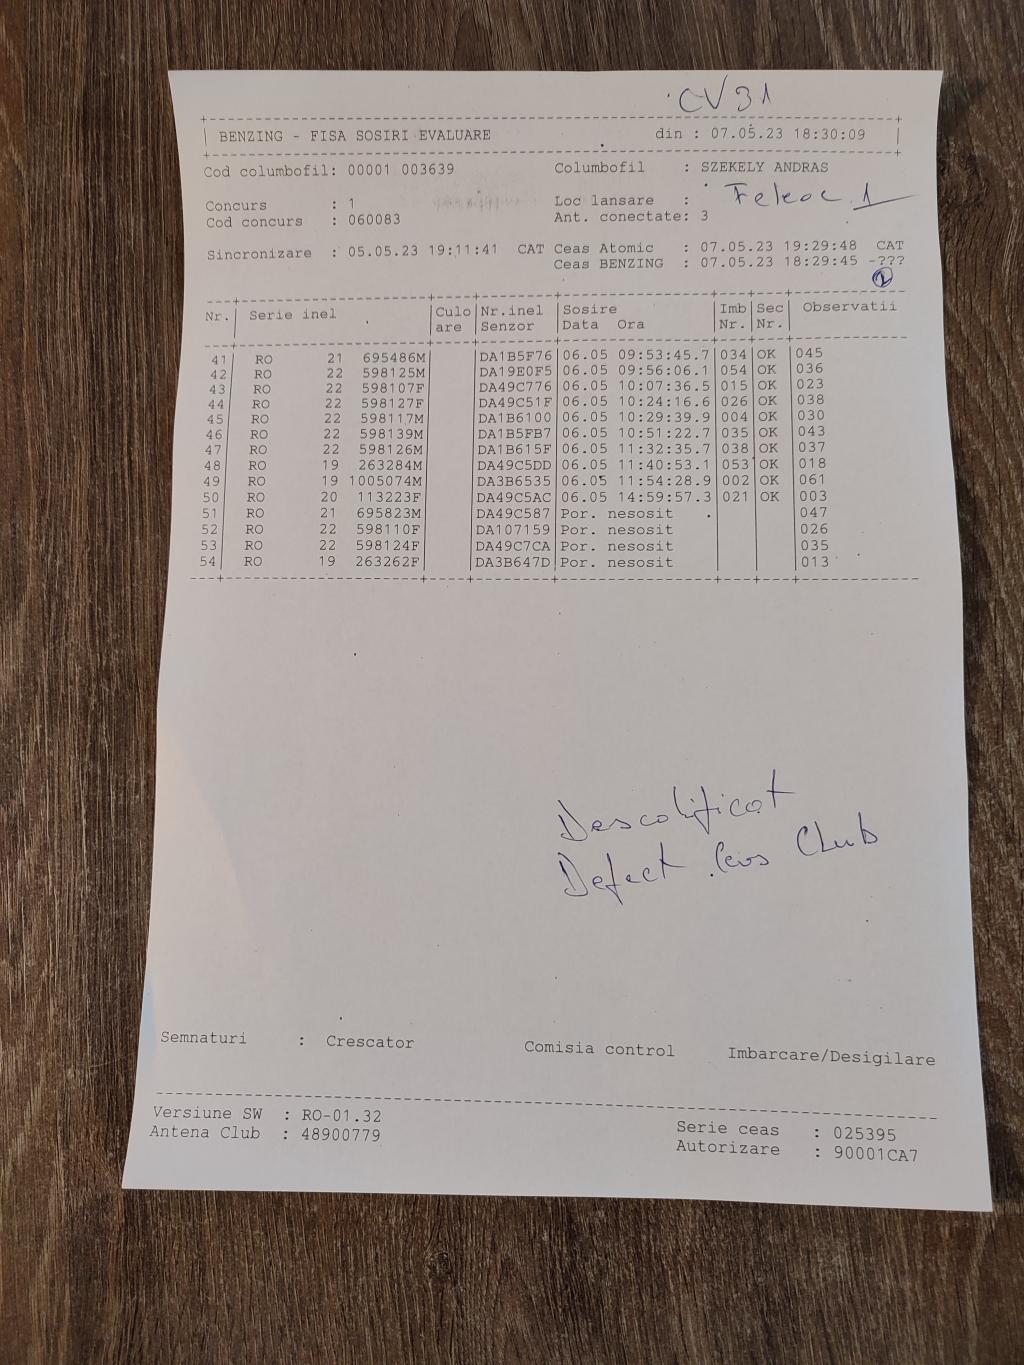 CV31
BENZING - FISA SOSIRI EVALUARE din : 07.05.23 18:30:09
Cod columbofil: 00001 003639 Columbofil : SZEKELY ANDRAS
Concurs : 1 Loc lansare : 1
Cod concurs : 060083 Ant. conectate: 3
Sincronizare : 05.05.23 19:11:41 CAT Ceas Atomic : 07.05.23 19:29:48 CAT
Ceas BENZING : 07.05.23 18:29:45 -???
2
Nr. Serie inel Culo Nr.inel Sosire Imb Sec Observatii
are Senzor Data Ora Nr. Nr.
41 RO 21 695486M DA1B5F76 06.05 09:53:45.7 034 OK 045
42 RO 22 598125M DA19E0F5 06.05 09:56:06.1 054 OK 036
43 RO 22 598107F DA49C776 06.05 10:07:36.5 015 OK 023
44 RO 22 598127F DA49C51F 06.05 10:24:16.6 026 OK 038
45 RO 22 598117M DA1B6100 06.05 10:29:39.9 004 OK 030
46 RO 22 598139M DA1B5FB7 06.05 10:51:22.7 035 OK 043
47 RO 22 598126M DA1B615F 06.05 11:32:35.7 038 OK 037
48 RO 19 263284M DA49C5DD 06.05 11:40:53.1 053 OK 018
49 RO 19 1005074M DA3B6535 06.05 11:54:28.9 002 OK 061
50 RO 20 113223F DA49C5AC 06.05 14:59:57.3 021 OK 003
51 RO 21 695823M DA49C587 Por. nesosit 047
52 RO 22 598110F DA107159 Por. nesosit 026
53 RO 22 598124F DA49C7CA Por. nesosit 035
54 RO 19 263262F DA3B647D Por. nesosit 013
Descalificat
Defect Ceas Club
Semnaturi : Crescator Comisia control Imbarcare/Desigilare
Versiune SW : RO-01.32 Serie ceas : 025395
Antena Club : 48900779 Autorizare : 90001CA7